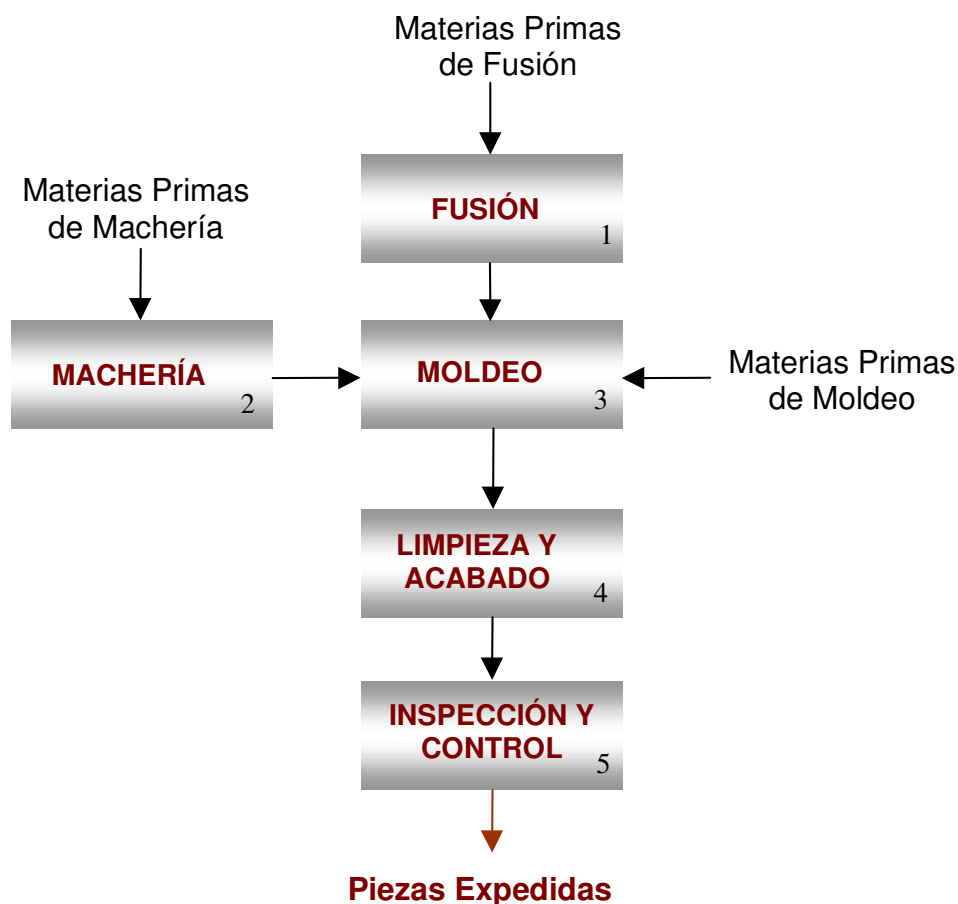 Materias Primas
de Fusión
FUSIÓN
1
Materias Primas
de Machería
MACHERÍA
2
MOLDEO
3
Materias Primas
de Moldeo
LIMPIEZA Y
ACABADO
4
INSPECCIÓN Y
CONTROL
5
Piezas Expedidas